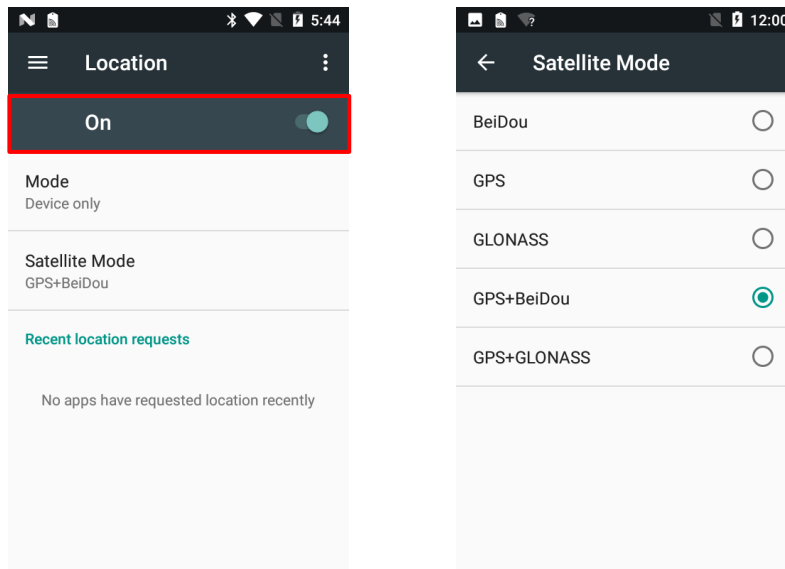 5:44
Location
On
Mode
Device only
Satellite Mode
GPS+BeiDou
Recent location requests
No apps have requested location recently
12:00
Satellite Mode
BeiDou
GPS
GLONASS
GPS+BeiDou
GPS+GLONASS